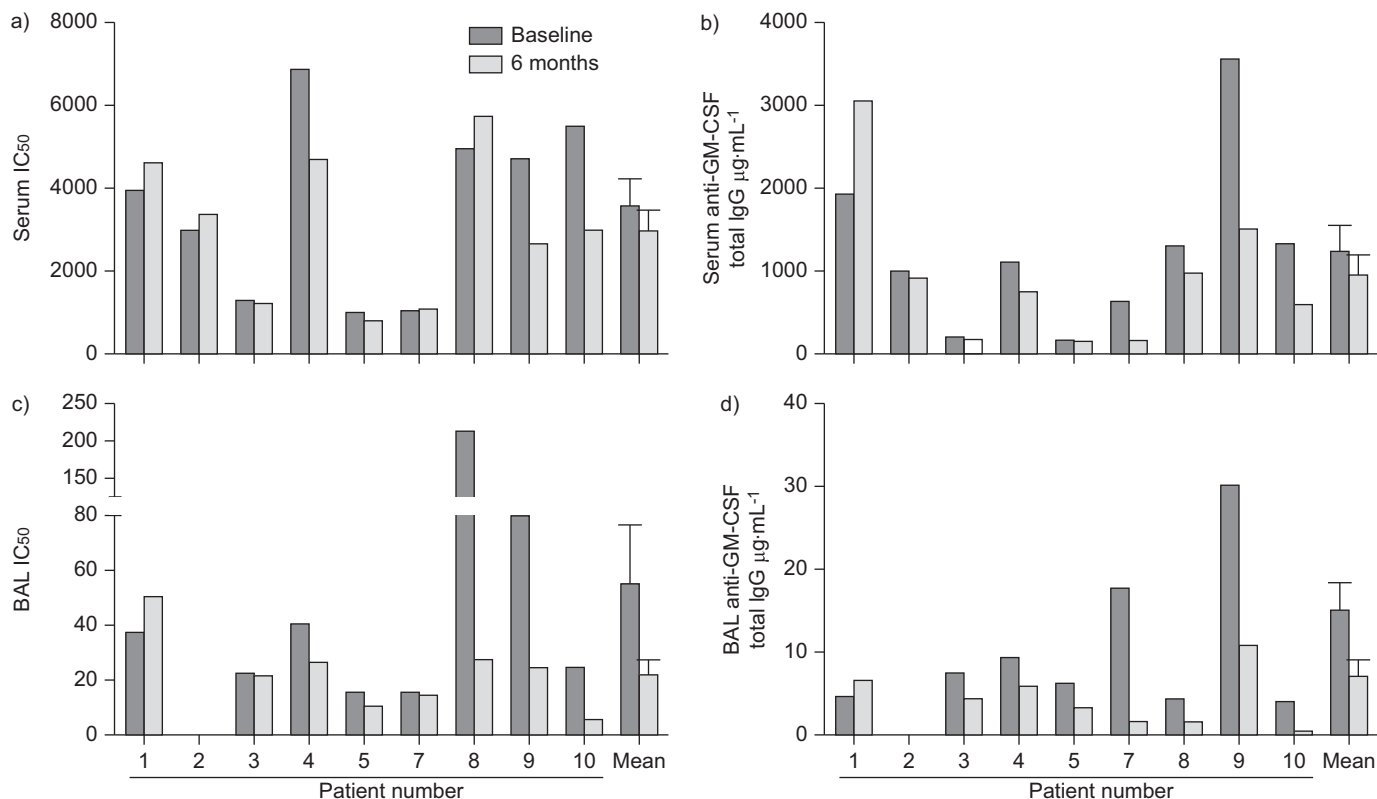 a)
8000
6000
4000
2000
0
Serum IC50
Baseline
6 months
b)
4000
3000
2000
1000
0
Serum anti-GM-CSF
total IgG µg·mL-1
c)
250
200
150
80
60
40
20
0
BAL IC50
1 2 3 4 5 7 8 9 10 Mean
Patient number
d)
40
30
20
10
0
BAL anti-GM-CSF
total IgG µg·mL-1
1 2 3 4 5 7 8 9 10 Mean
Patient number